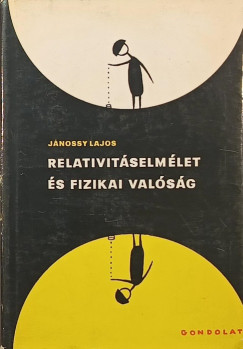 JÁNOSSY LAJOS
RELATIVITÁSELMÉLET
ÉS FIZIKAI VALÓSÁG
GONDOLAT